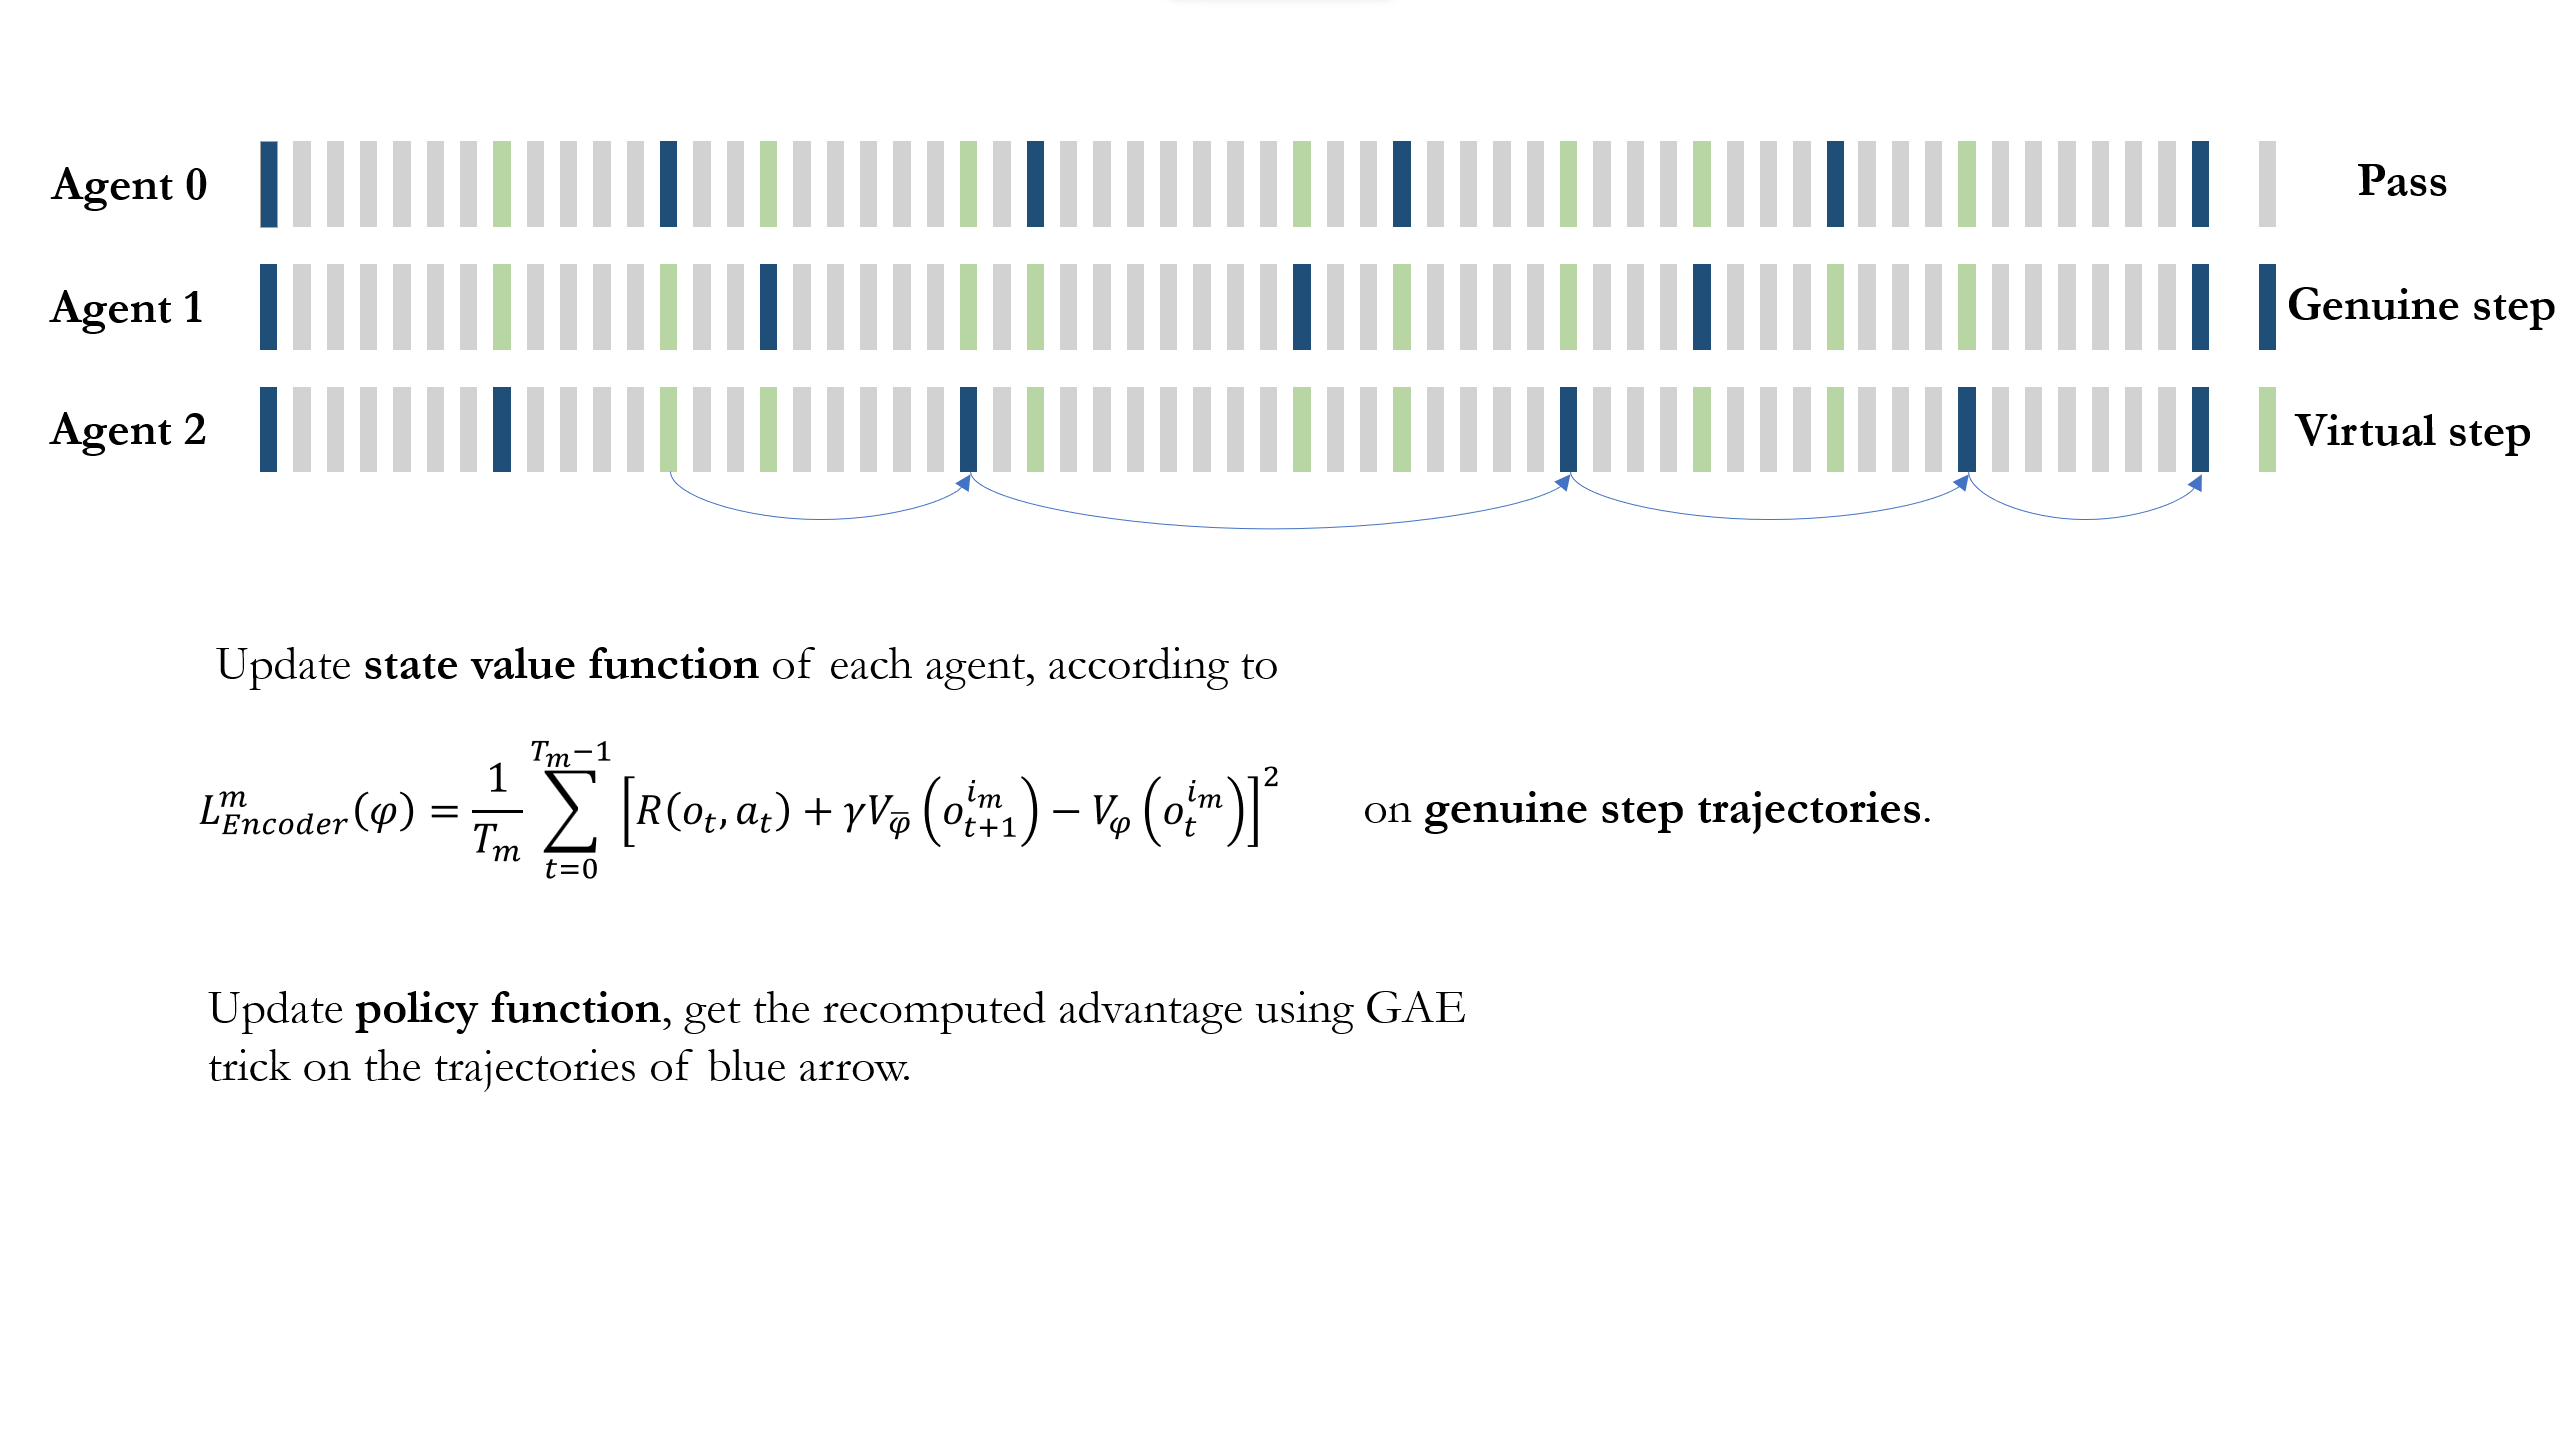 Agent 0
Pass
Agent 1
Genuine step
Agent 2
Virtual step
Update state value function of each agent, according to
$L_{Encoder}^{m}(\varphi) = \frac{1}{T_m} \sum_{t=0}^{T_m-1} \left[ R(o_t, a_t) + \gamma V_{\bar{\varphi}} \left( o_{t+1}^{i_m} \right) - V_{\varphi} \left( o_t^{i_m} \right) \right]^2$ on genuine step trajectories.
Update policy function, get the recomputed advantage using GAE
trick on the trajectories of blue arrow.